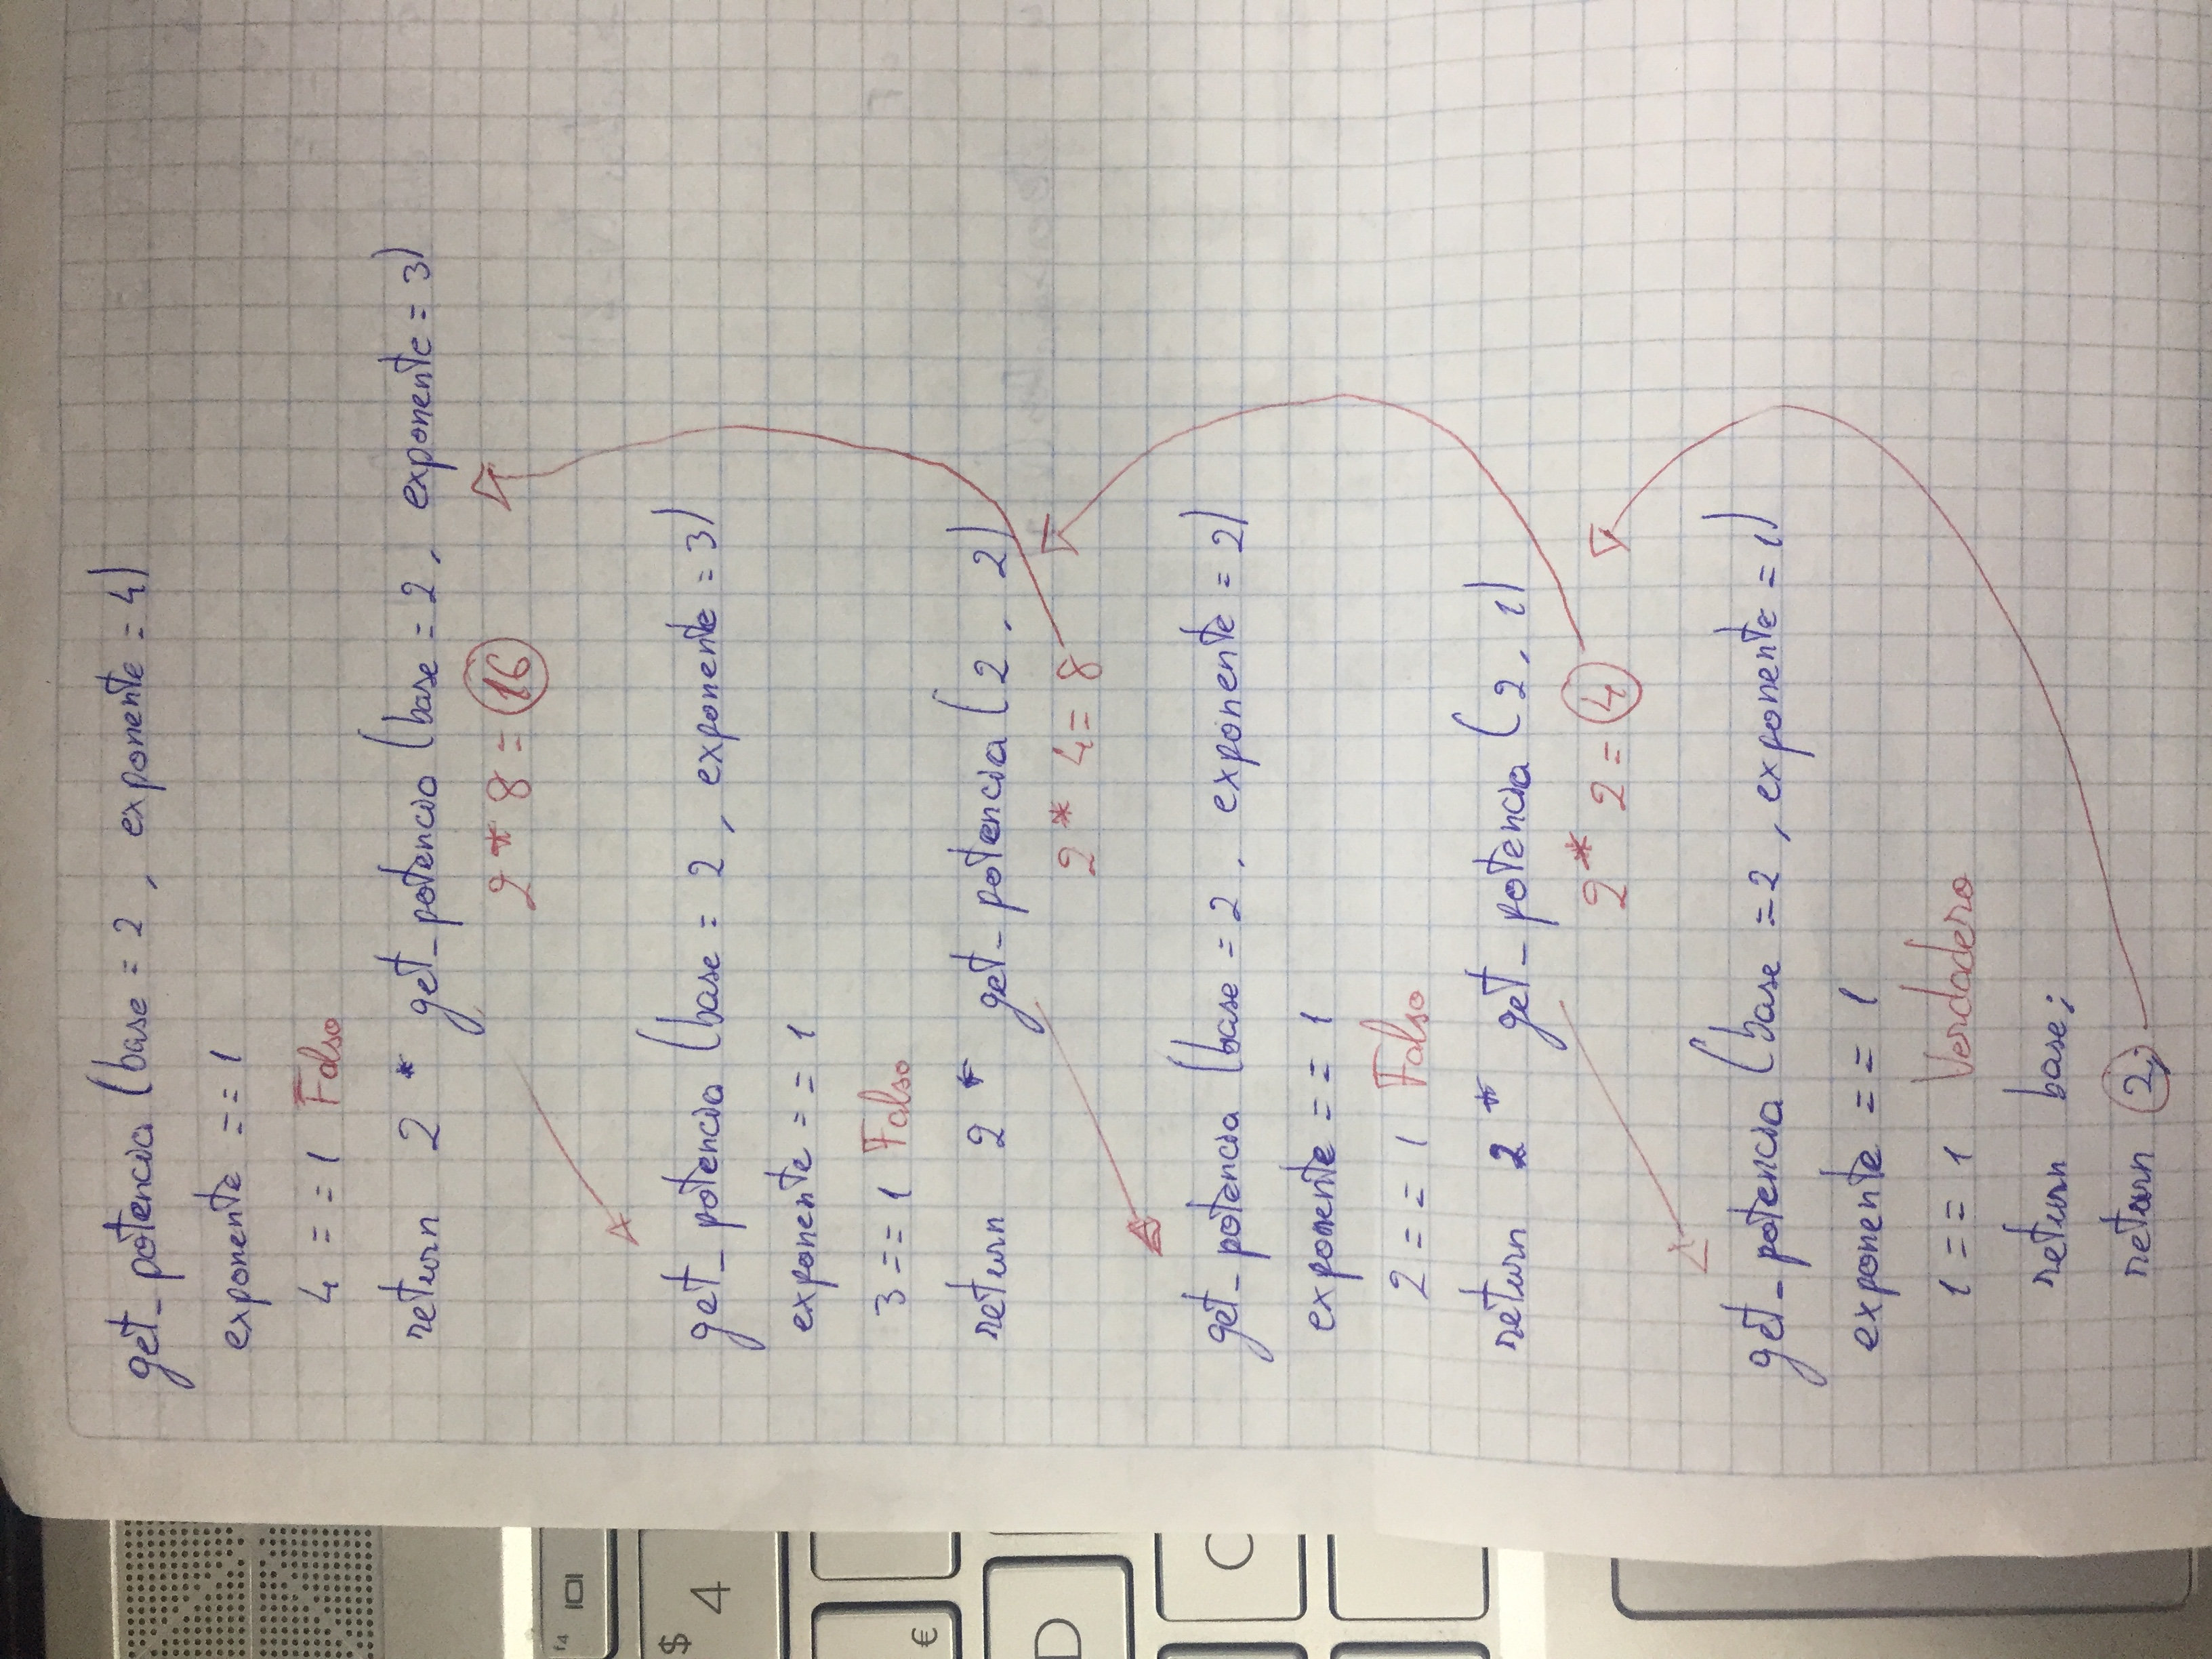 get_potencia (base = 2 , exponente = 4)
exponente == 1
4 == 1 Falso
return 2 * get_potencia (base = 2, exponente = 3)
2 * 8 = 16
get_potencia (base = 2 , exponente = 3)
exponente == 1
3 == 1 Falso
return 2 * get_potencia (2, 2)
2 * 4 = 8
get_potencia (base = 2, exponente = 2)
exponente == 1
2 == 1 Falso
return 2 * get_potencia (2, 1)
2 * 2 = 4
get_potencia (base = 2 , exponente = 1)
exponente == 1
1 == 1 Verdadero
return base;
return 2;
f4
$
4
€
D
C